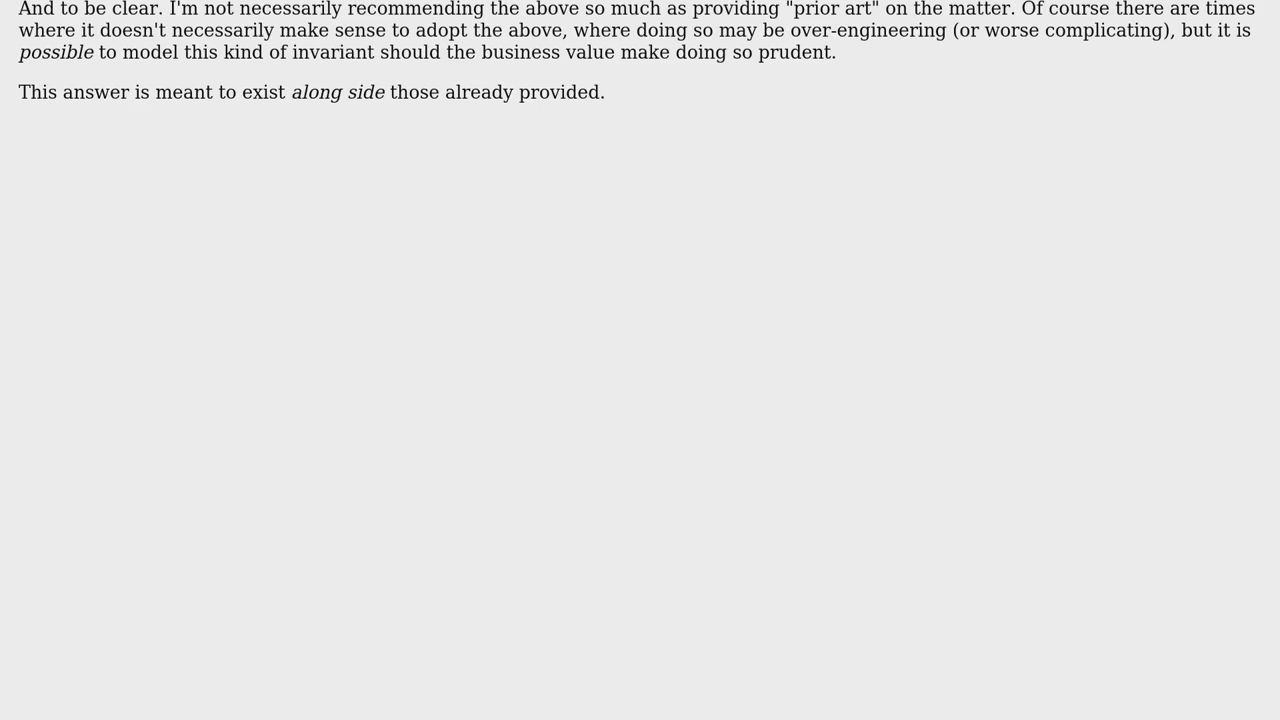 And to be clear. I'm not necessarily recommending the above so much as providing "prior art" on the matter. Of course there are times
where it doesn't necessarily make sense to adopt the above, where doing so may be over-engineering (or worse complicating), but it is
possible to model this kind of invariant should the business value make doing so prudent.
This answer is meant to exist along side those already provided.